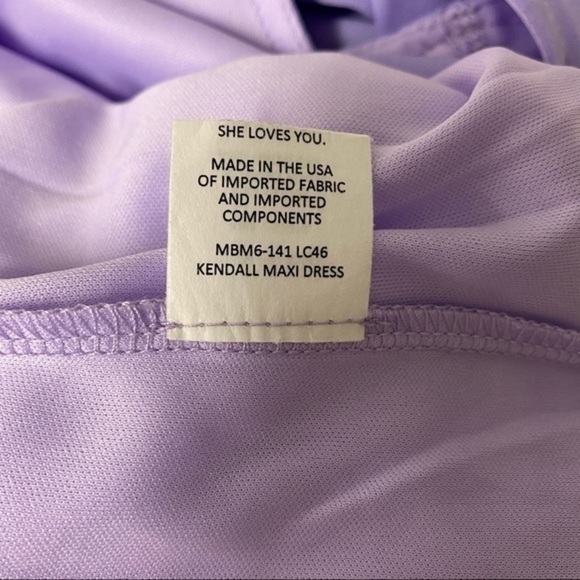 SHE LOVES YOU.
MADE IN THE USA
OF IMPORTED FABRIC
AND IMPORTED
COMPONENTS
MBM6-141 LC46
KENDALL MAXI DRESS